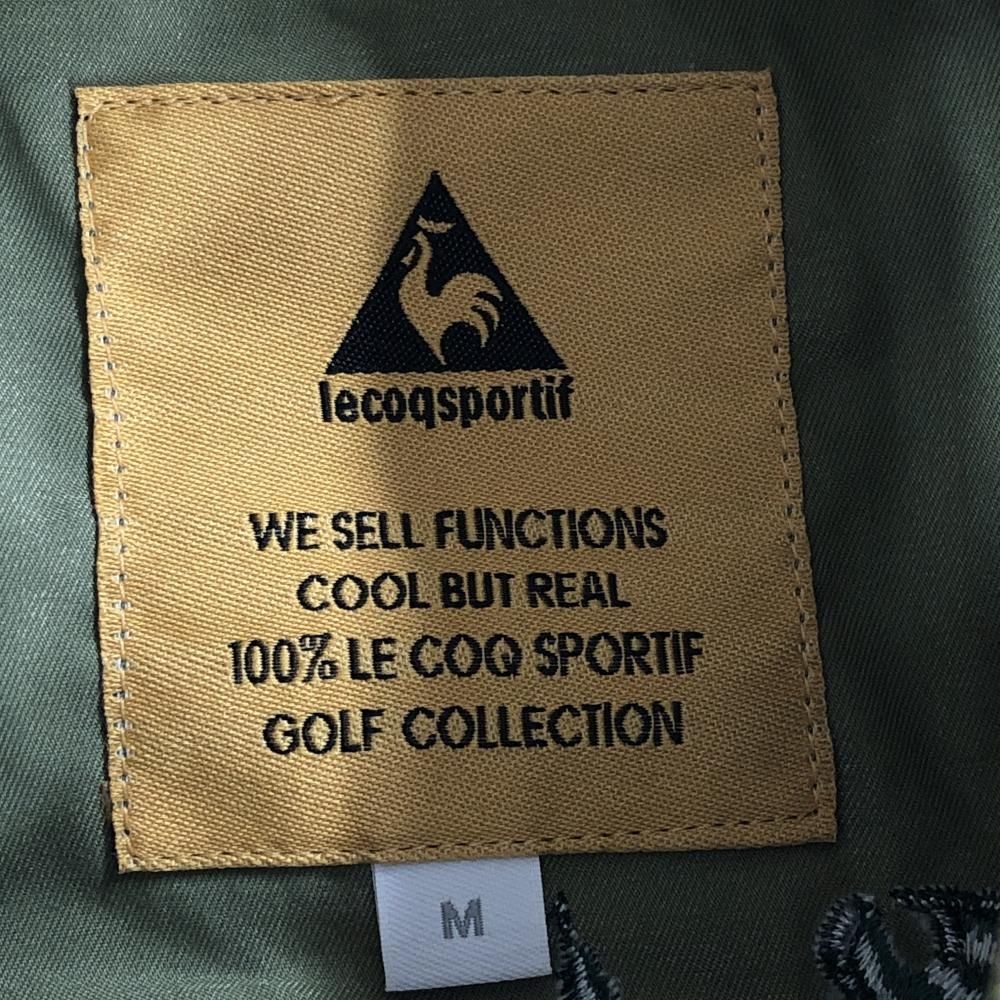 lecoqsportif
WE SELL FUNCTIONS
COOL BUT REAL
100% LE COQ SPORTIF
GOLF COLLECTION
M